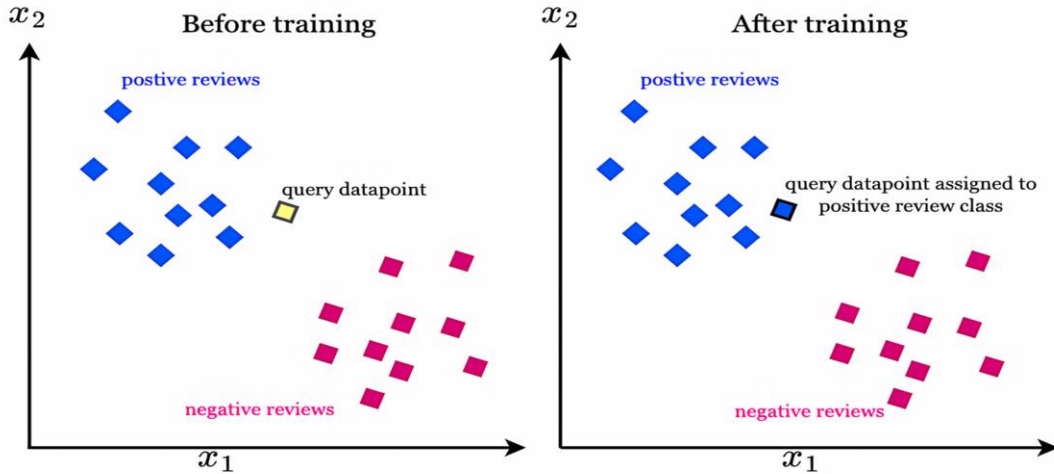 x₂
Before training
postive reviews
query datapoint
negative reviews
x₁
x₂
After training
postive reviews
query datapoint assigned to
positive review class
negative reviews
x₁